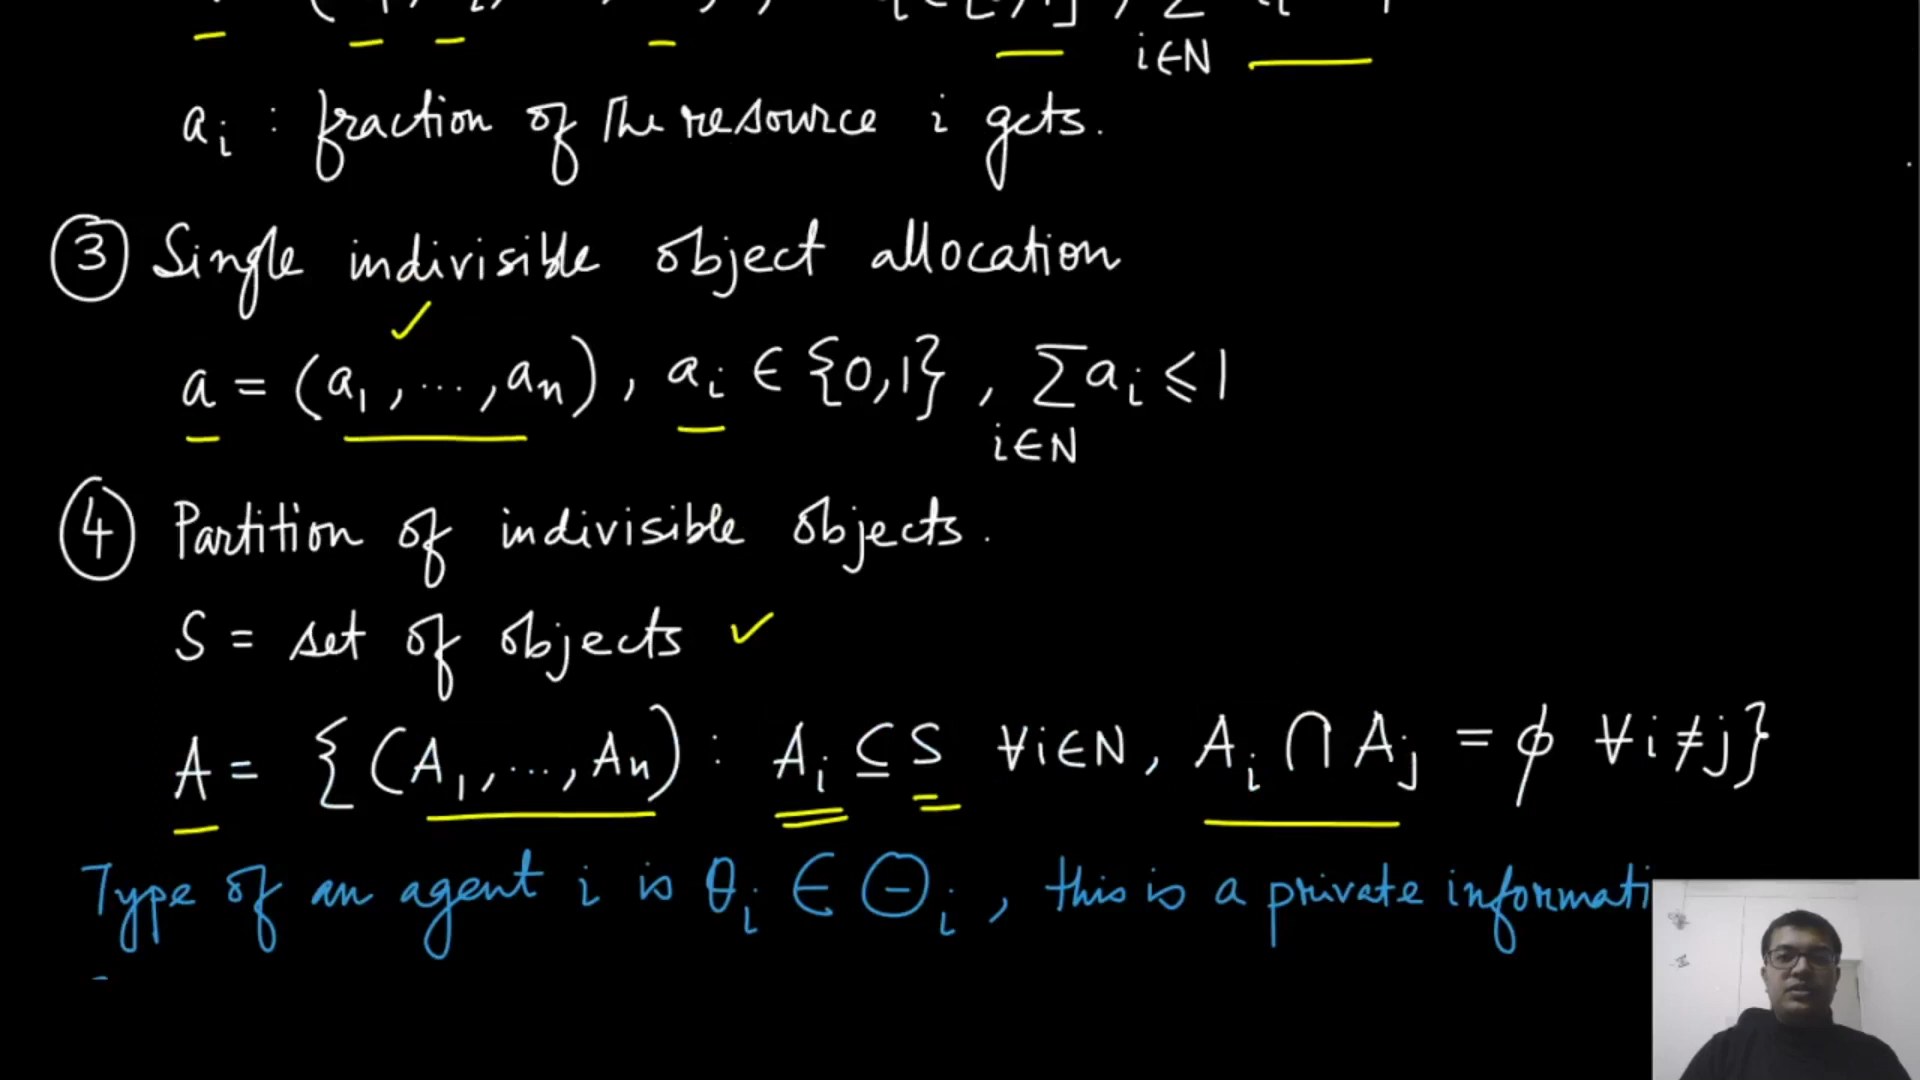 i∈N
aᵢ : fraction of the resource i gets.
③ Single indivisible object allocation
a = (a₁, ..., aₙ), aᵢ ∈ {0,1}, ∑aᵢ ⩽ 1
i∈N
④ Partition of indivisible objects.
S = set of objects ✓
A = {(A₁, ..., Aₙ) : Aᵢ ⊆ S ∀i∈N, Aᵢ ∩ Aⱼ = ϕ ∀i≠j}
Type of an agent i is θᵢ ∈ Θᵢ, this is a private informati